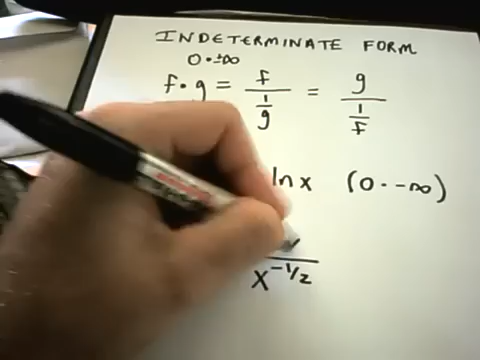 INDETERMINATE FORM
0·±∞
f·g = f/(1/g) = g/(1/f)
ln x (0·-∞)
x^(-1/2)